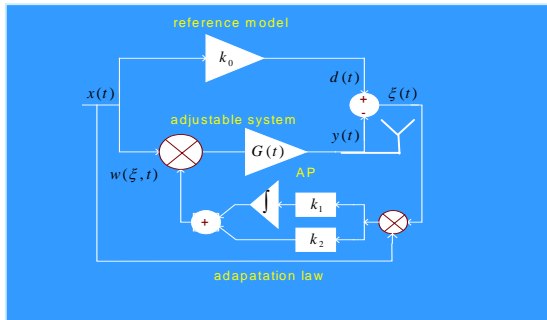 reference model
k₀
d(t)
x(t)
+
-
ξ(t)
adjustable system
y(t)
G(t)
w(ξ,t)
AP
∫
k₁
+
k₂
adapatation law